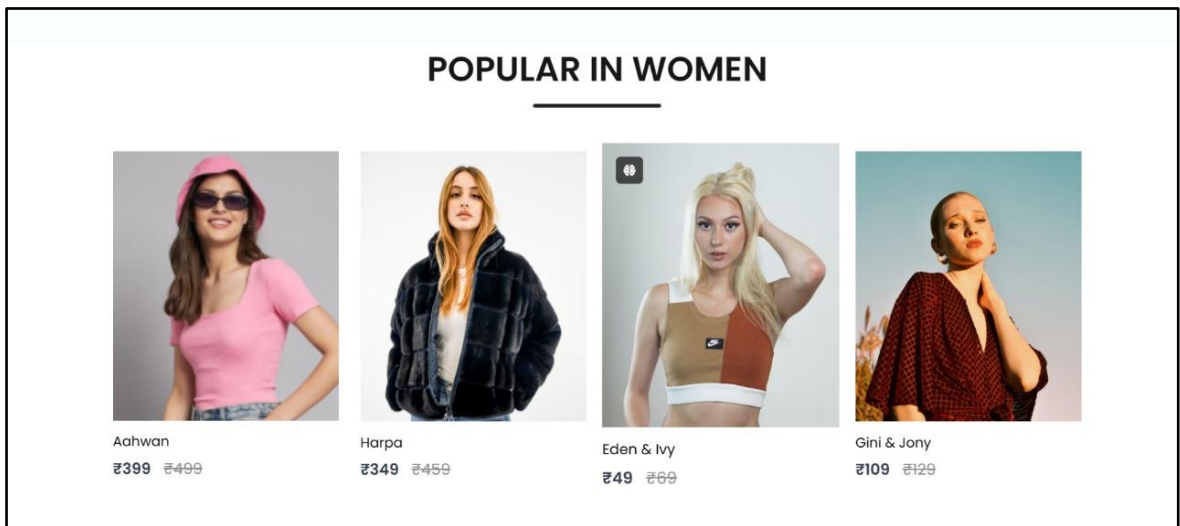 POPULAR IN WOMEN
Aahwan
₹399 ₹499
Harpa
₹349 ₹459
Eden & Ivy
₹49 ₹69
Gini & Jony
₹109 ₹129